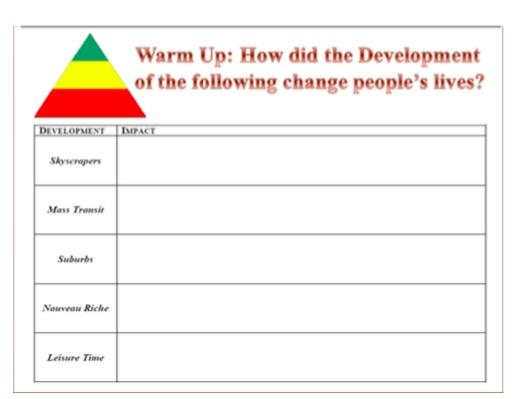 Warm Up: How did the Development
of the following change people's lives?
DEVELOPMENT IMPACT
Skyscrapers
Mass Transit
Suburbs
Nouveau Riche
Leisure Time